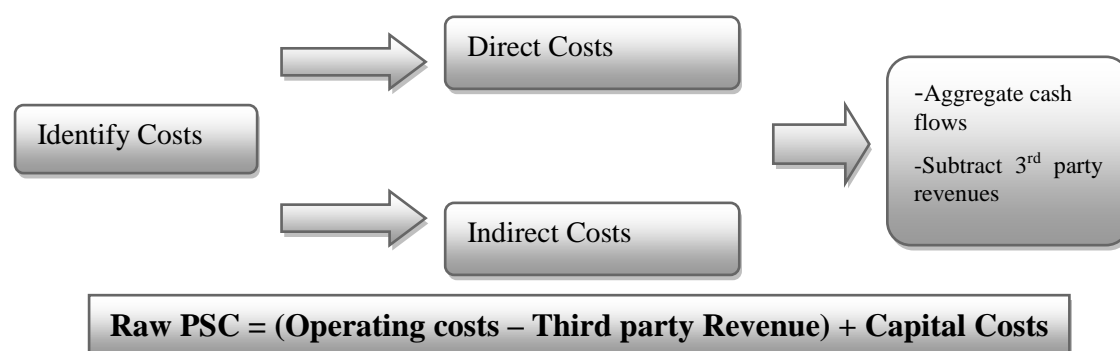 Identify Costs
Direct Costs
Indirect Costs
-Aggregate cash
flows
-Subtract 3rd party
revenues
Raw PSC = (Operating costs – Third party Revenue) + Capital Costs